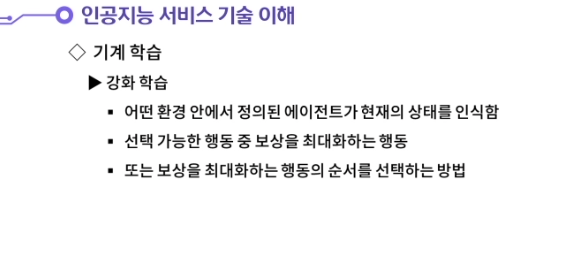 인공지능 서비스 기술 이해
◇ 기계 학습
▶ 강화 학습
▪ 어떤 환경 안에서 정의된 에이전트가 현재의 상태를 인식함
▪ 선택 가능한 행동 중 보상을 최대화하는 행동
▪ 또는 보상을 최대화하는 행동의 순서를 선택하는 방법